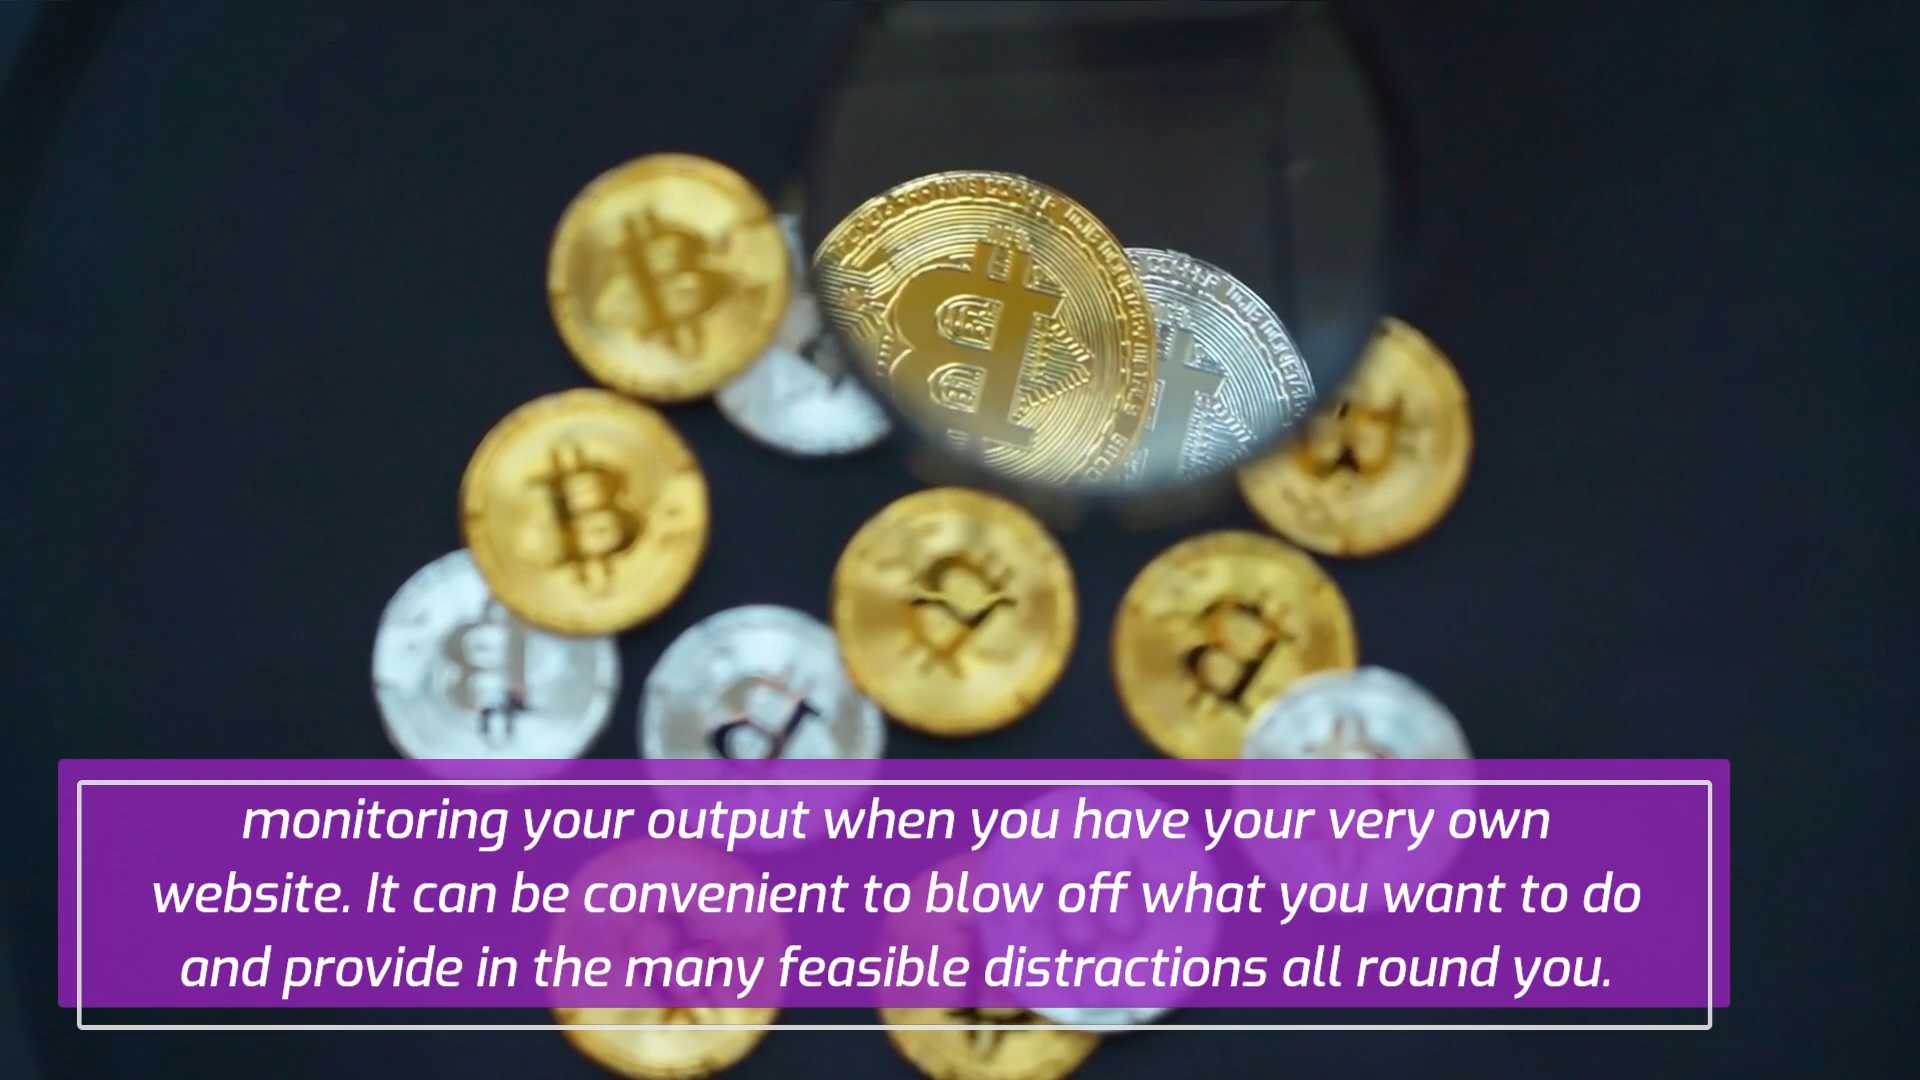 monitoring your output when you have your very own
website. It can be convenient to blow off what you want to do
and provide in the many feasible distractions all round you.